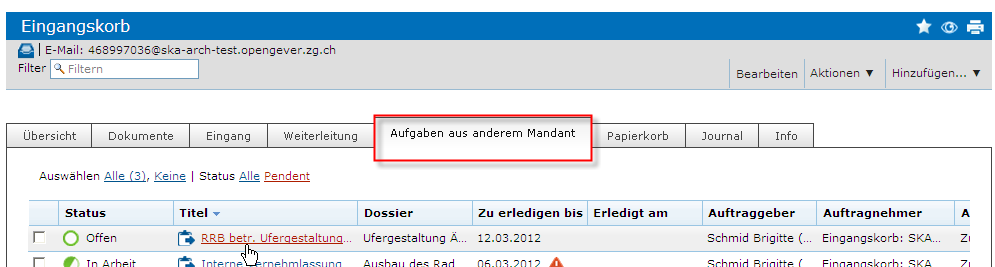 Eingangskorb
E-Mail: 468997036@ska-arch-test.opengever.zg.ch
Filter Filtern
Bearbeiten Aktionen ▼ Hinzufügen... ▼
Übersicht Dokumente Eingang Weiterleitung Aufgaben aus anderem Mandant Papierkorb Journal Info
Auswählen Alle (3), Keine | Status Alle Pendent
Status Titel Dossier Zu erledigen bis Erledigt am Auftraggeber Auftragnehmer A
Offen RRB betr. Ufergestaltung... Ufergestaltung Ä... 12.03.2012 Schmid Brigitte (... Eingangskorb: SKA...
In Arbeit Interne Vernehmlassung Ausbau des Rad 06.03.2012 Schmid Brigitte ( Eingangskorb: SKA